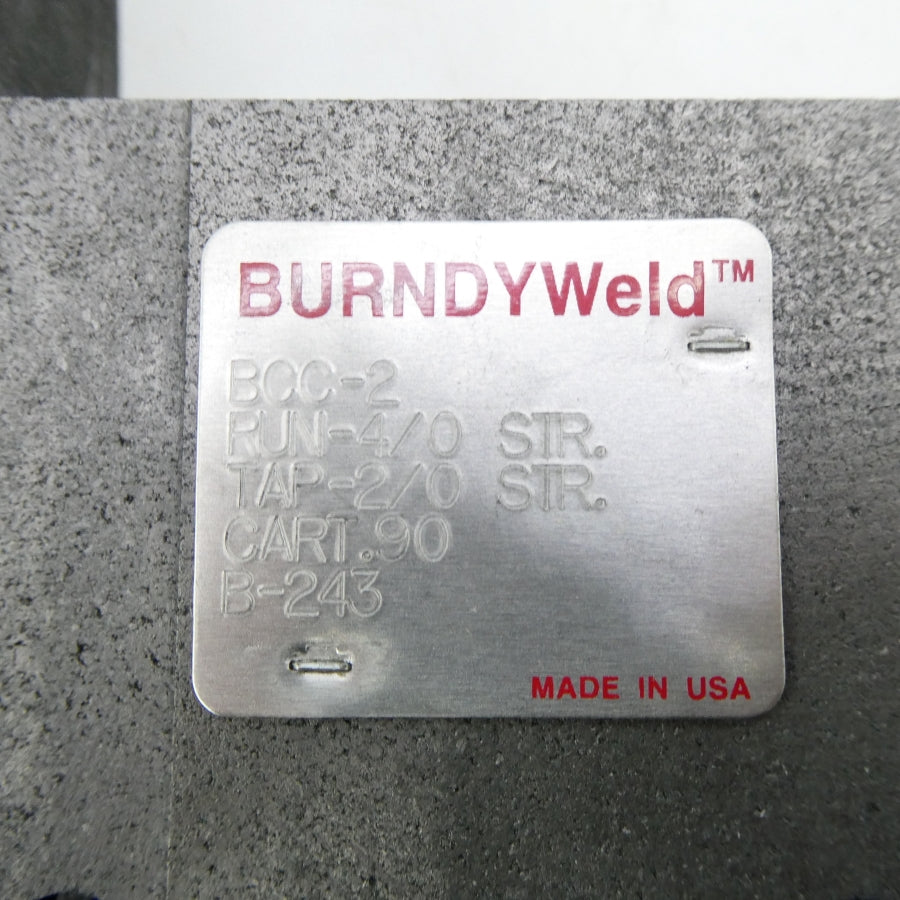 BURNDYWeld™
BCC-2
RUN-4/0 STR.
TAP-2/0 STR.
CART.90
B-243
MADE IN USA